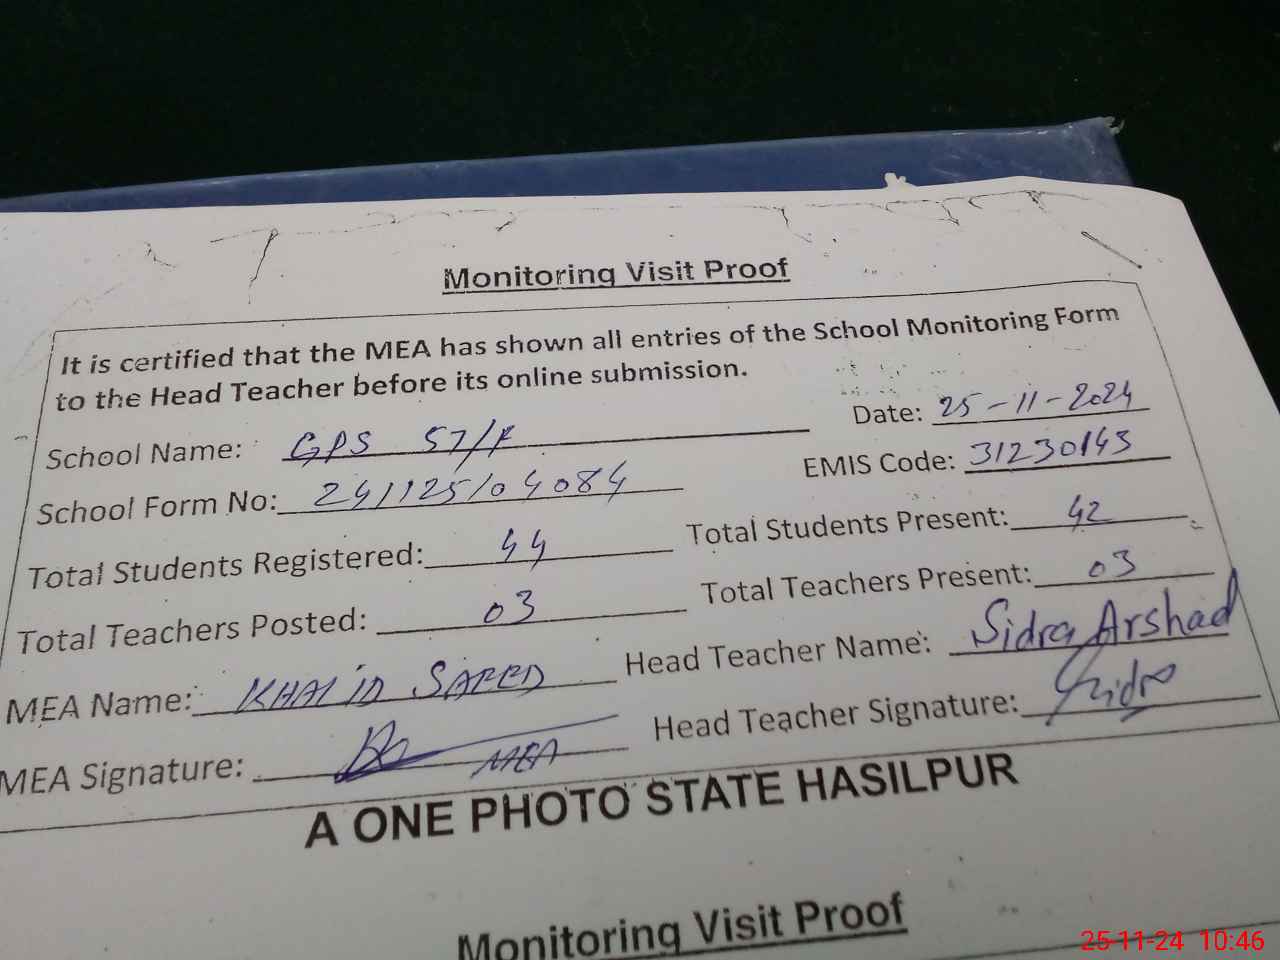 Monitoring Visit Proof
It is certified that the MEA has shown all entries of the School Monitoring Form
to the Head Teacher before its online submission.
School Name: GPS 57/F Date: 25-11-2024
School Form No: 241125104084 EMIS Code: 31230143
Total Students Registered: 44 Total Students Present: 42
Total Teachers Posted: 03 Total Teachers Present: 03
MEA Name: KHALID SAEED Head Teacher Name: Sidra Arshad
MEA Signature: MEA Head Teacher Signature: Sidra
A ONE PHOTO STATE HASILPUR
Monitoring Visit Proof
25-11-24 10:46